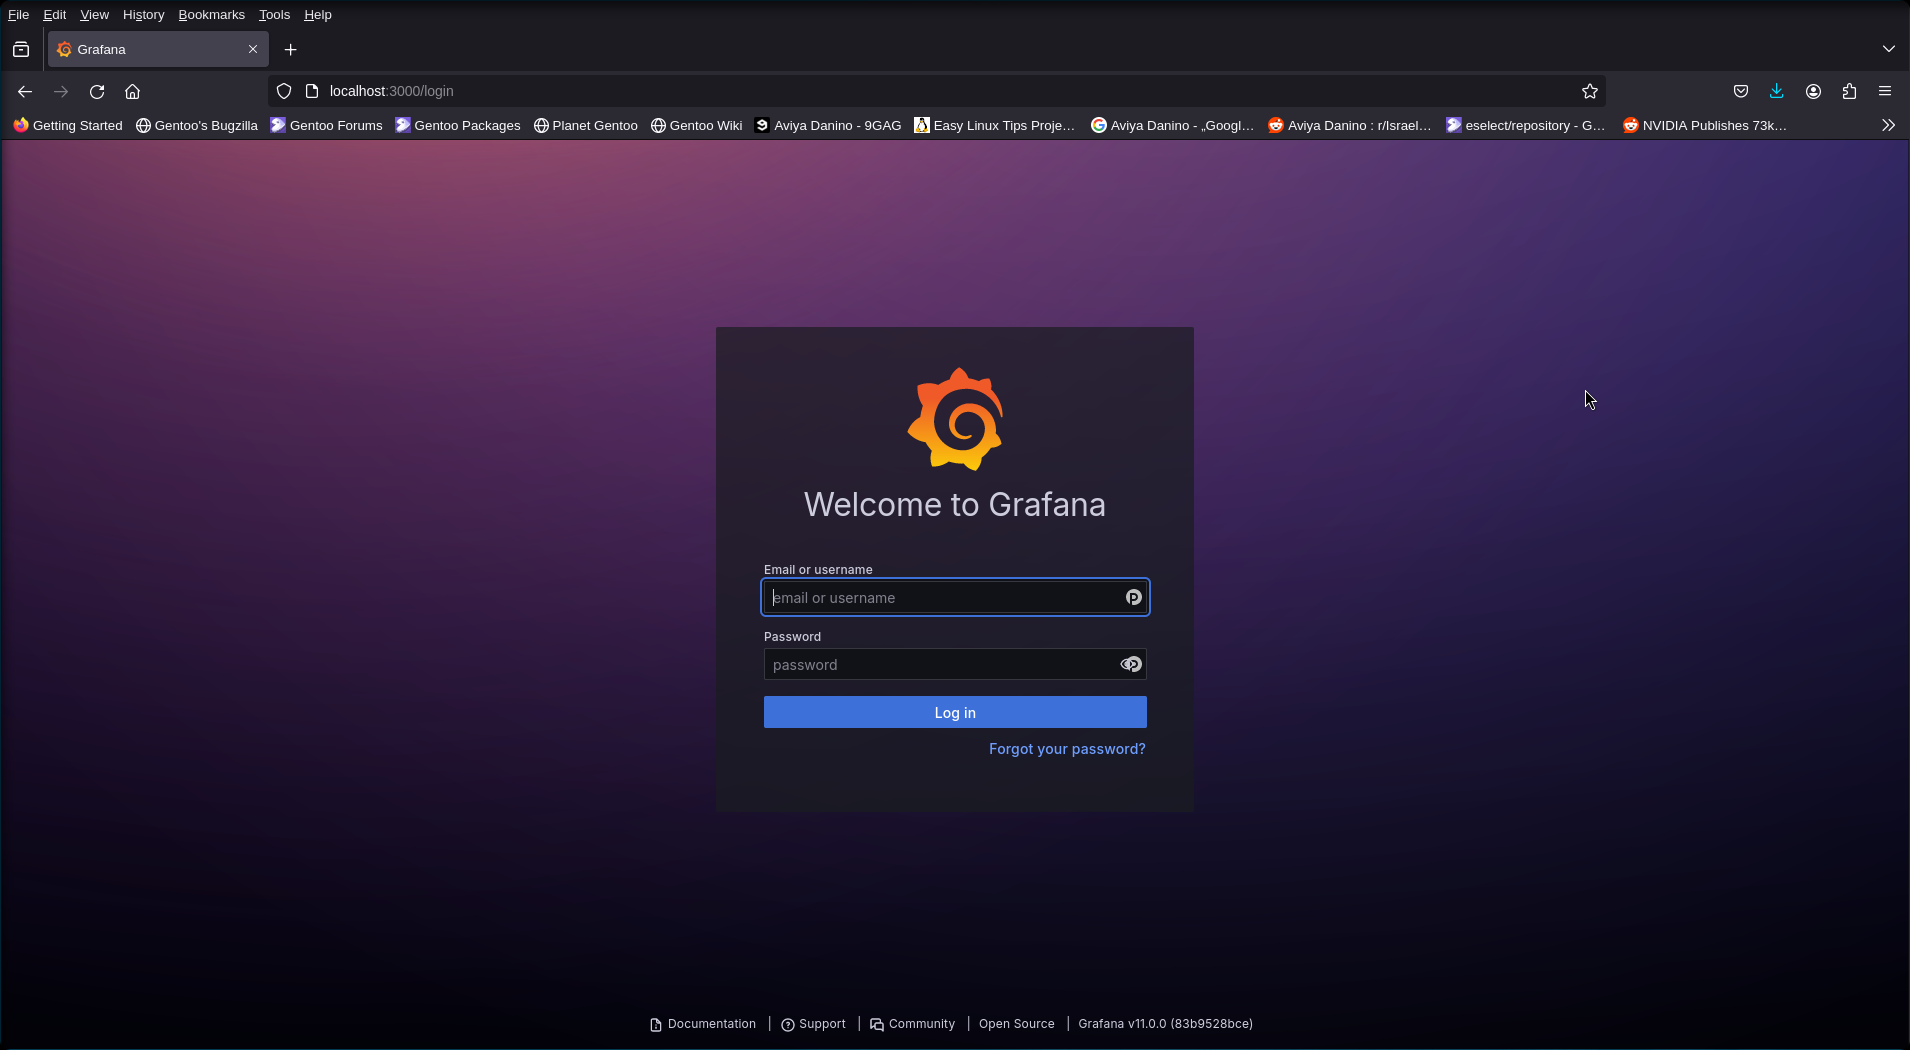 File Edit View History Bookmarks Tools Help
Grafana
localhost:3000/login
Getting Started Gentoo's Bugzilla Gentoo Forums Gentoo Packages Planet Gentoo Gentoo Wiki Aviya Danino - 9GAG Easy Linux Tips Proje… Aviya Danino - „Googl… Aviya Danino : r/Israel… eselect/repository - G… NVIDIA Publishes 73k…
Welcome to Grafana
Email or username
email or username
Password
password
Log in
Forgot your password?
Documentation | Support | Community | Open Source | Grafana v11.0.0 (83b9528bce)